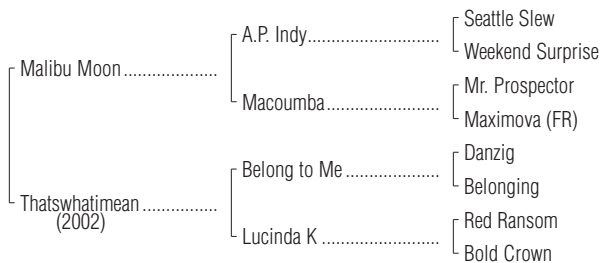 Seattle Slew
A.P. Indy
Weekend Surprise
Malibu Moon
Mr. Prospector
Macoumba
Maximova (FR)
Danzig
Belong to Me
Belonging
Thatswhatimean
(2002)
Red Ransom
Lucinda K
Bold Crown